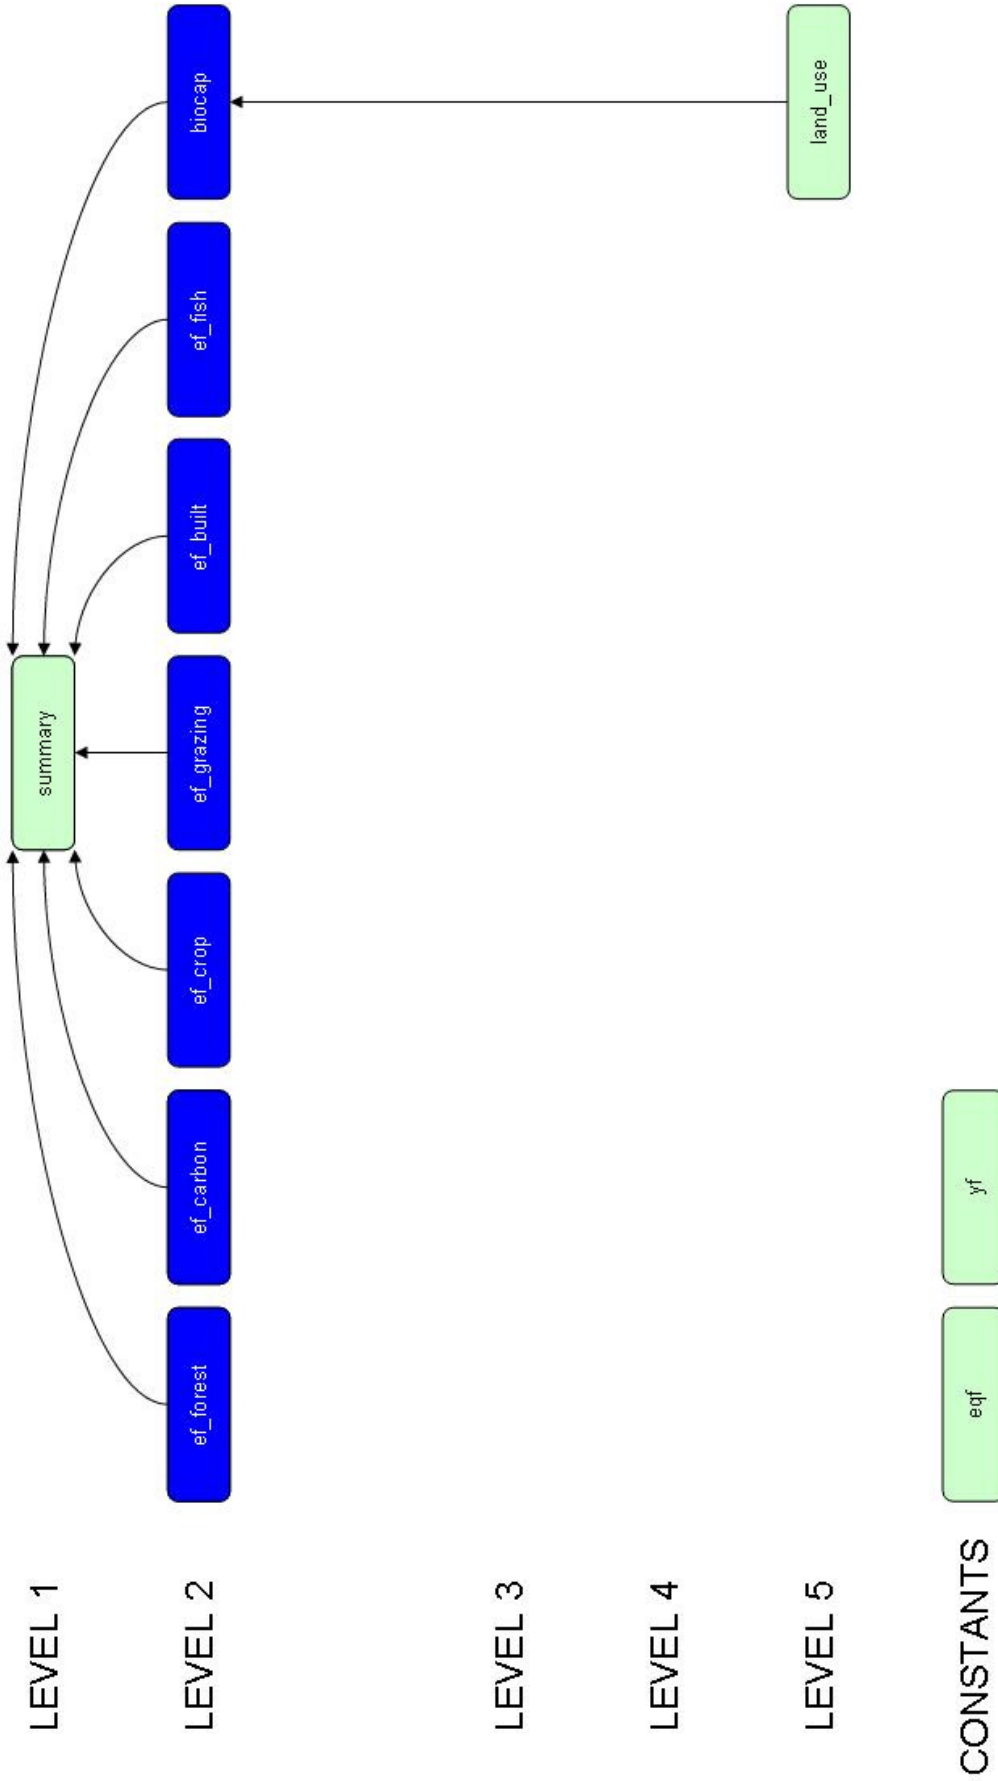 LEVEL 1
summary
LEVEL 2
ef_forest
ef_carbon
ef_crop
ef_grazing
ef_built
ef_fish
biocap
LEVEL 3
LEVEL 4
LEVEL 5
land_use
CONSTANTS
eqf
yf